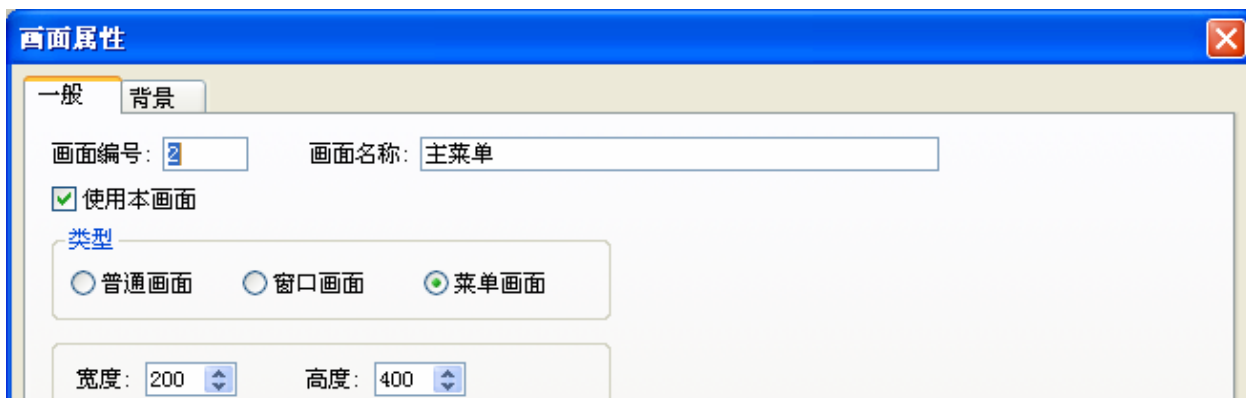 画面属性
一般 背景
画面编号: 2 画面名称: 主菜单
使用本画面
类型
普通画面 窗口画面 菜单画面
宽度: 200 高度: 400